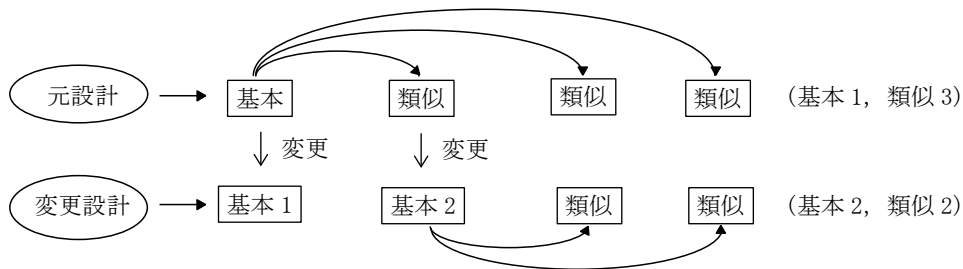 元設計 基本 類似 類似 類似 (基本 1, 類似 3)
変更 変更
変更設計 基本 1 基本 2 類似 類似 (基本 2, 類似 2)